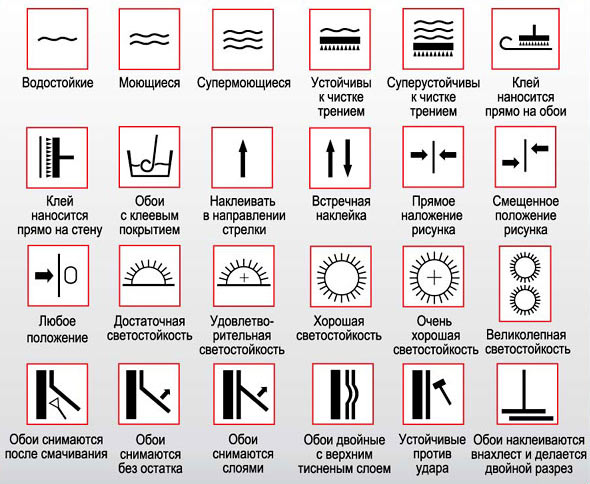 Водостойкие
Моющиеся
Супермоющиеся
Устойчивы
к чистке
трением
Суперустойчивы
к чистке
трением
Клей
наносится
прямо на обои
Клей
наносится
прямо на стену
Обои
с клеевым
покрытием
Наклеивать
в направлении
стрелки
Встречная
наклейка
Прямое
наложение
рисунка
Смещенное
положение
рисунка
Любое
положение
Достаточная
светостойкость
Удовлетво-
рительная
светостойкость
Хорошая
светостойкость
Очень
хорошая
светостойкость
Великолепная
светостойкость
Обои снимаются
после смачивания
Обои
снимаются
без остатка
Обои
снимаются
слоями
Обои двойные
с верхним
тисненым слоем
Устойчивые
против
удара
Обои наклеиваются
внахлест и делается
двойной разрез